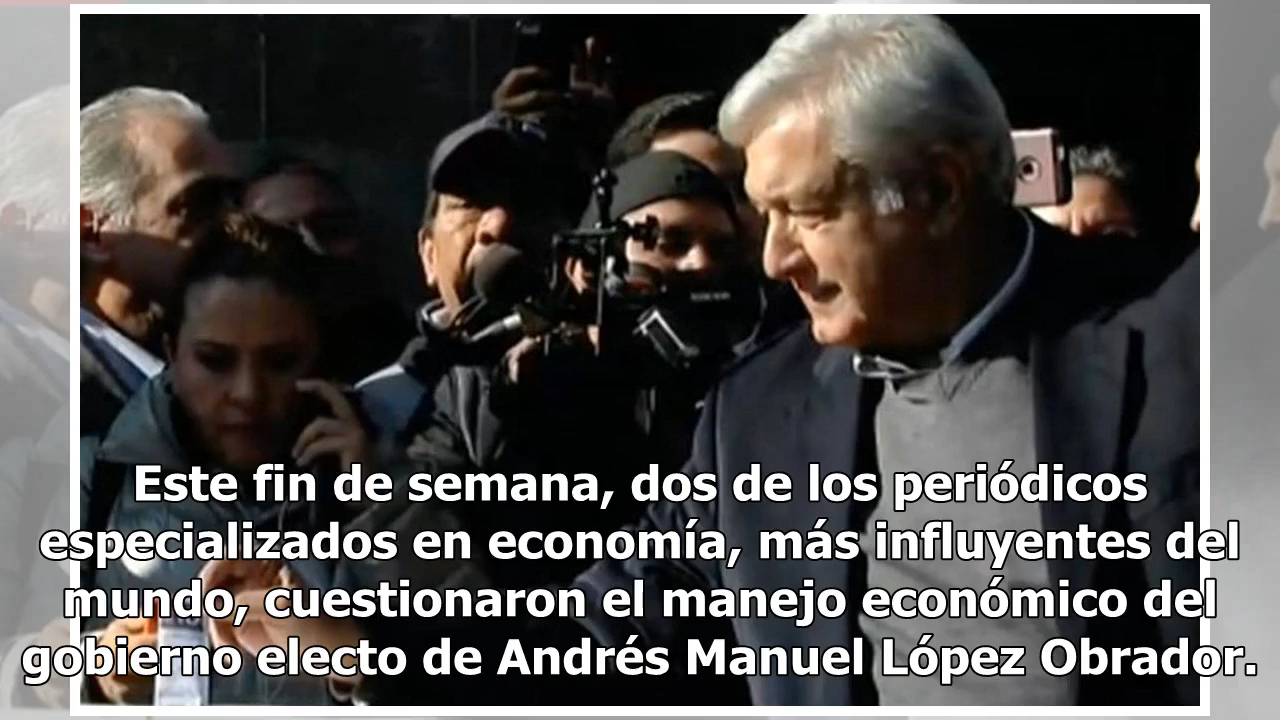 Este fin de semana, dos de los periódicos
especializados en economía, más influyentes del
mundo, cuestionaron el manejo económico del
gobierno electo de Andrés Manuel López Obrador.